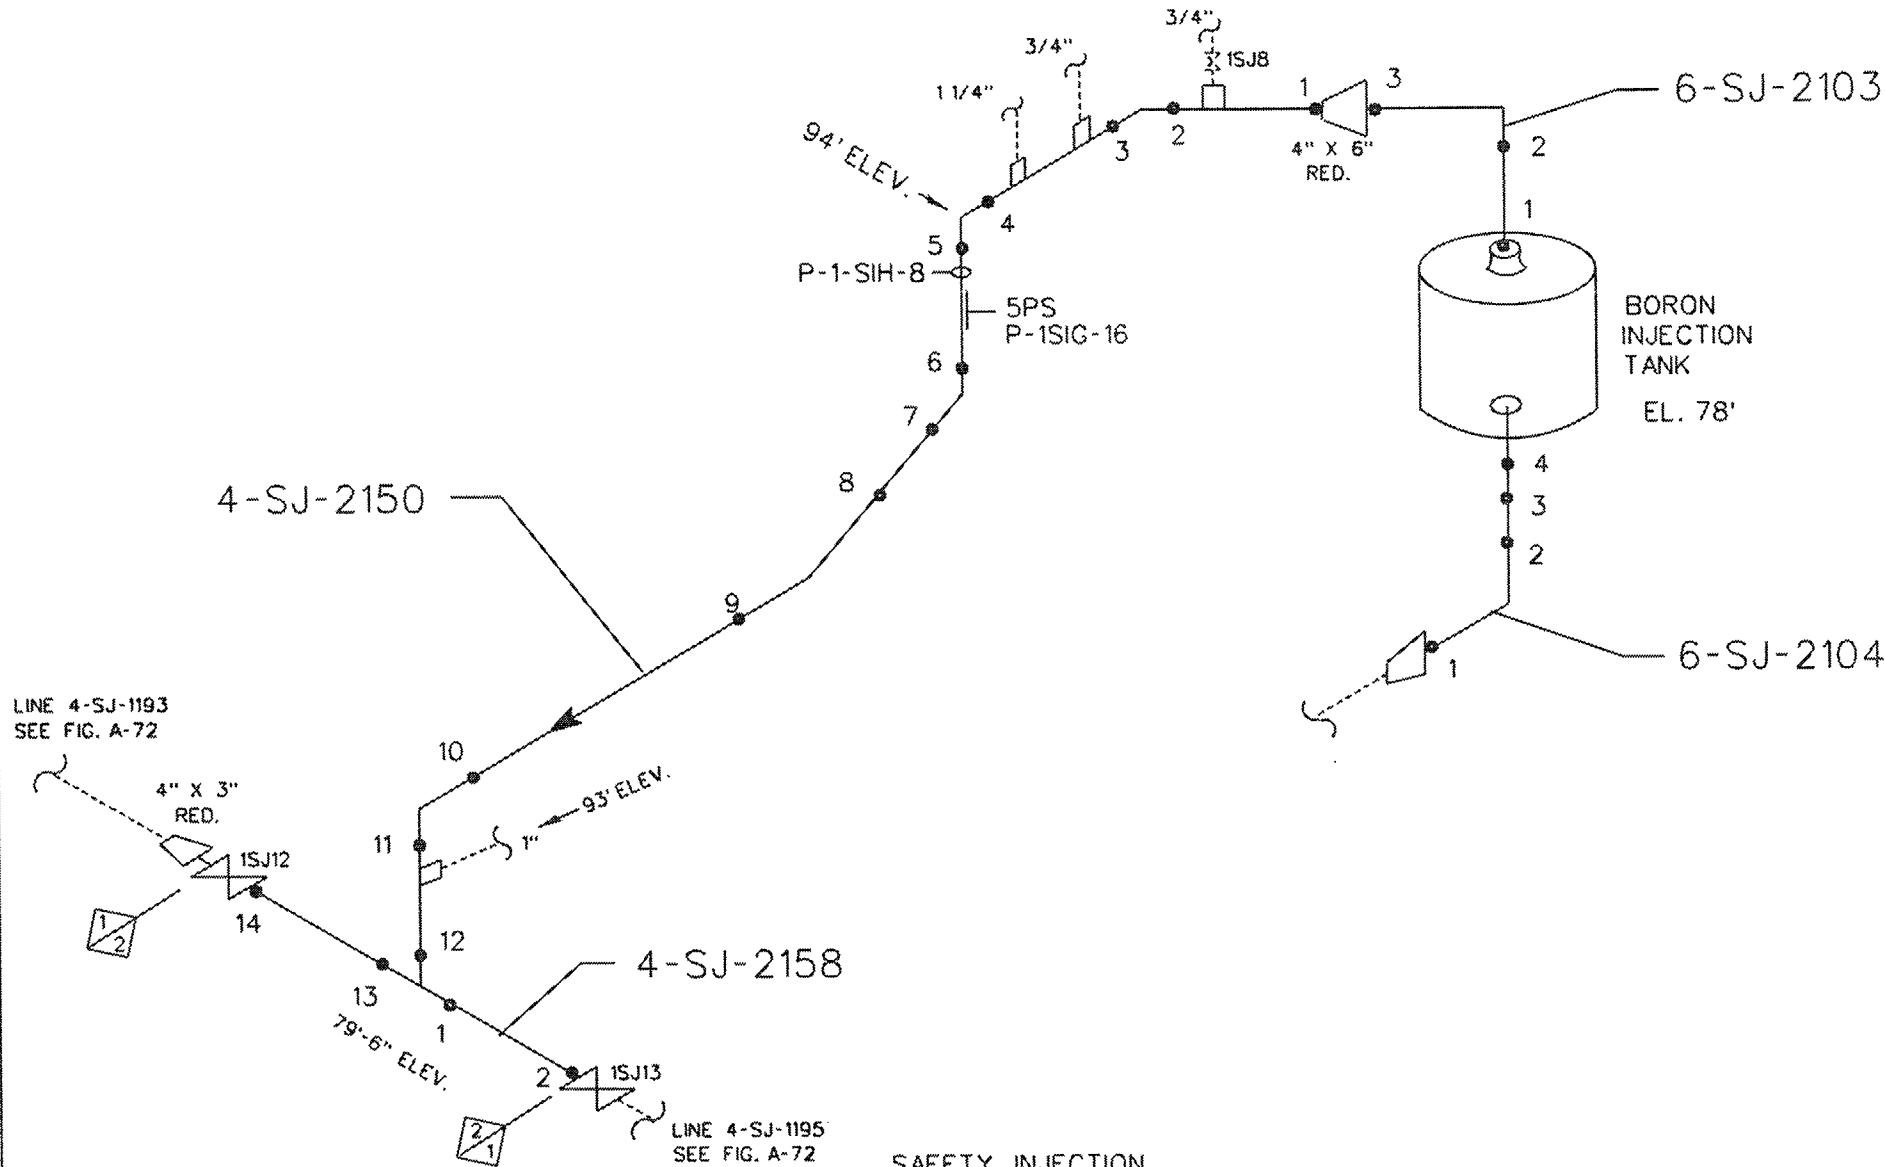 3/4"
3/4"
1SJ8
1 1/4"
1
3
6-SJ-2103
2
3
4" X 6"
RED.
2
94' ELEV.
4
1
5
P-1-SIH-8
5PS
P-1SIG-16
BORON
INJECTION
TANK
EL. 78'
6
7
8
4
3
2
4-SJ-2150
9
6-SJ-2104
1
LINE 4-SJ-1193
SEE FIG. A-72
10
4" X 3"
RED.
93' ELEV.
1"
11
1SJ12
14
1
2
12
4-SJ-2158
13
1
79'-6" ELEV.
2
1SJ13
2
1
LINE 4-SJ-1195
SEE FIG. A-72
SAFETY INJECTION